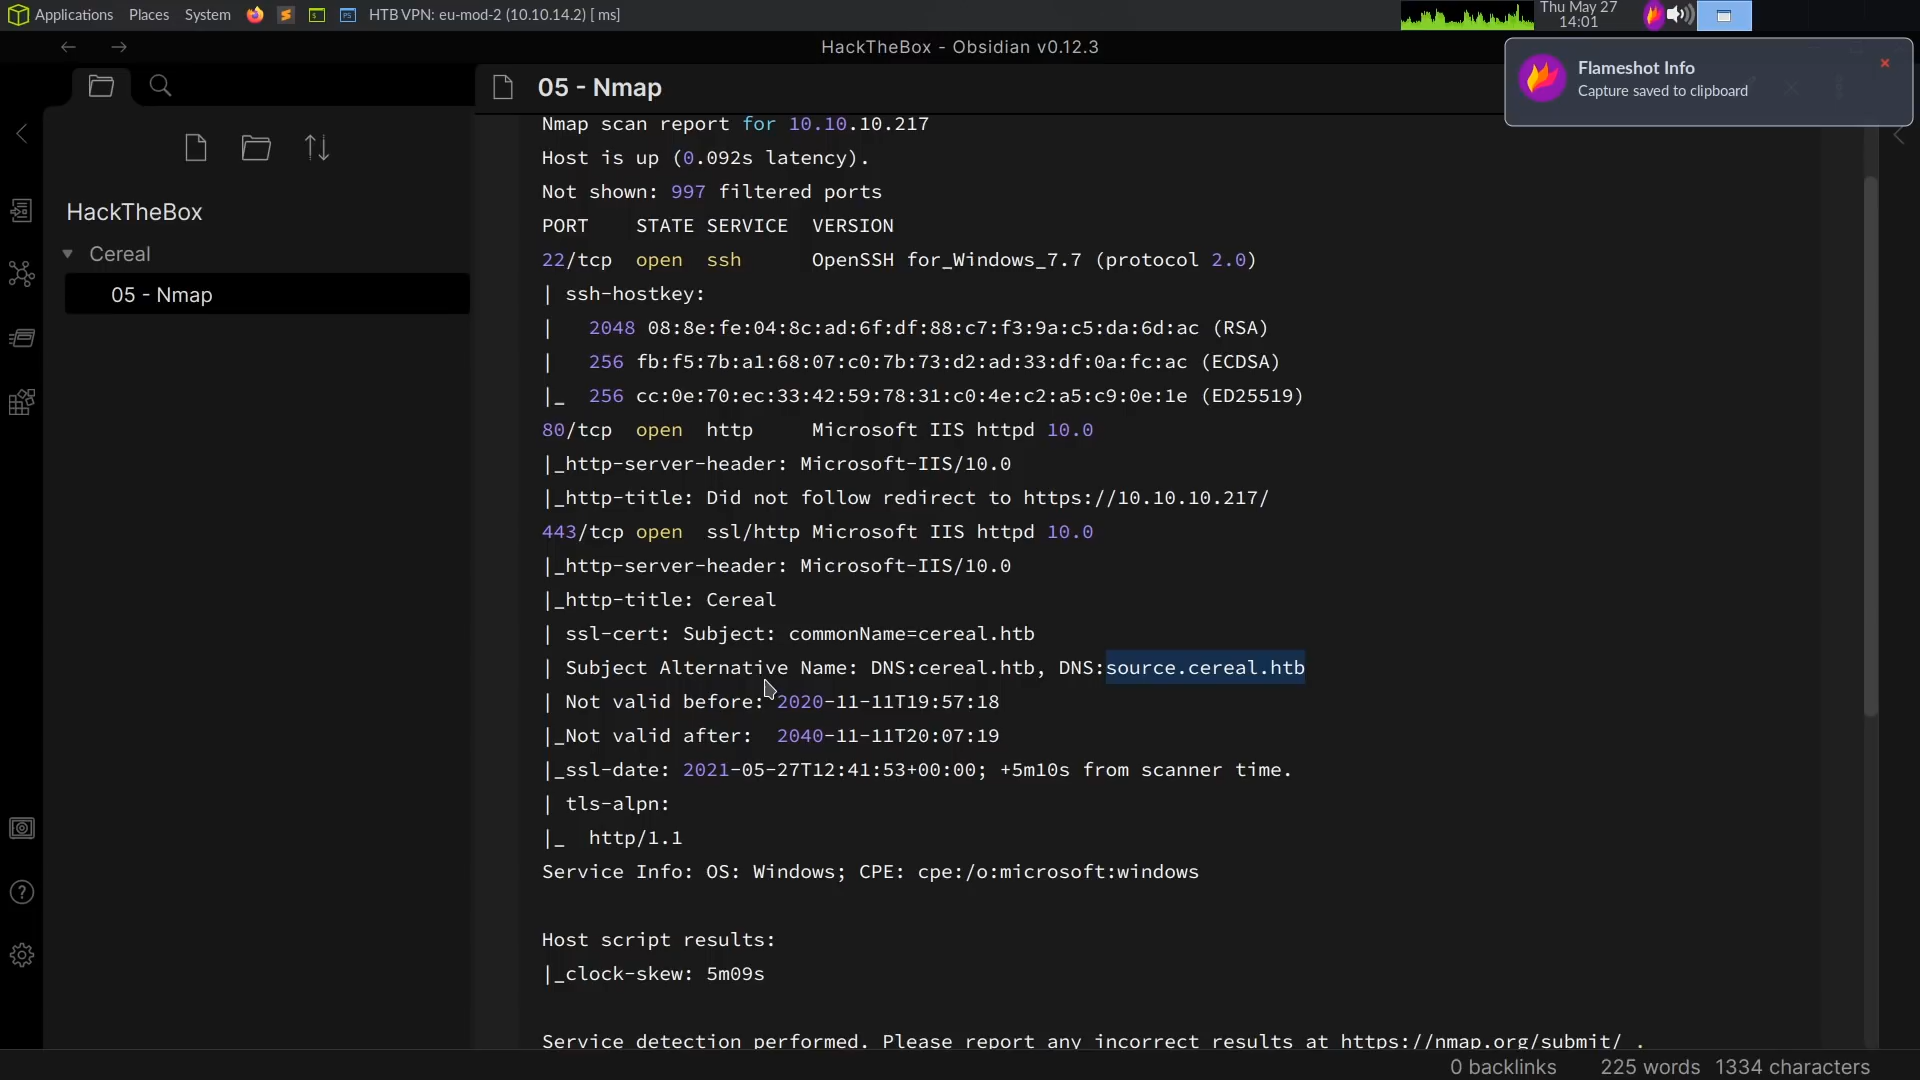 Applications Places System HTB VPN: eu-mod-2 (10.10.14.2) [ ms]
Thu May 27
14:01
HackTheBox - Obsidian v0.12.3
Flameshot Info
Capture saved to clipboard
05 - Nmap
HackTheBox
Cereal
05 - Nmap
Nmap scan report for 10.10.10.217
Host is up (0.092s latency).
Not shown: 997 filtered ports
PORT    STATE SERVICE  VERSION
22/tcp  open  ssh      OpenSSH for_Windows_7.7 (protocol 2.0)
| ssh-hostkey:
|   2048 08:8e:fe:04:8c:ad:6f:df:88:c7:f3:9a:c5:da:6d:ac (RSA)
|   256 fb:f5:7b:a1:68:07:c0:7b:73:d2:ad:33:df:0a:fc:ac (ECDSA)
|_  256 cc:0e:70:ec:33:42:59:78:31:c0:4e:c2:a5:c9:0e:1e (ED25519)
80/tcp  open  http     Microsoft IIS httpd 10.0
|_http-server-header: Microsoft-IIS/10.0
|_http-title: Did not follow redirect to https://10.10.10.217/
443/tcp open  ssl/http Microsoft IIS httpd 10.0
|_http-server-header: Microsoft-IIS/10.0
|_http-title: Cereal
| ssl-cert: Subject: commonName=cereal.htb
| Subject Alternative Name: DNS:cereal.htb, DNS:source.cereal.htb
| Not valid before: 2020-11-11T19:57:18
|_Not valid after:  2040-11-11T20:07:19
|_ssl-date: 2021-05-27T12:41:53+00:00; +5m10s from scanner time.
| tls-alpn:
|_  http/1.1
Service Info: OS: Windows; CPE: cpe:/o:microsoft:windows
Host script results:
|_clock-skew: 5m09s
Service detection performed. Please report any incorrect results at https://nmap.org/submit/ .
0 backlinks 225 words 1334 characters